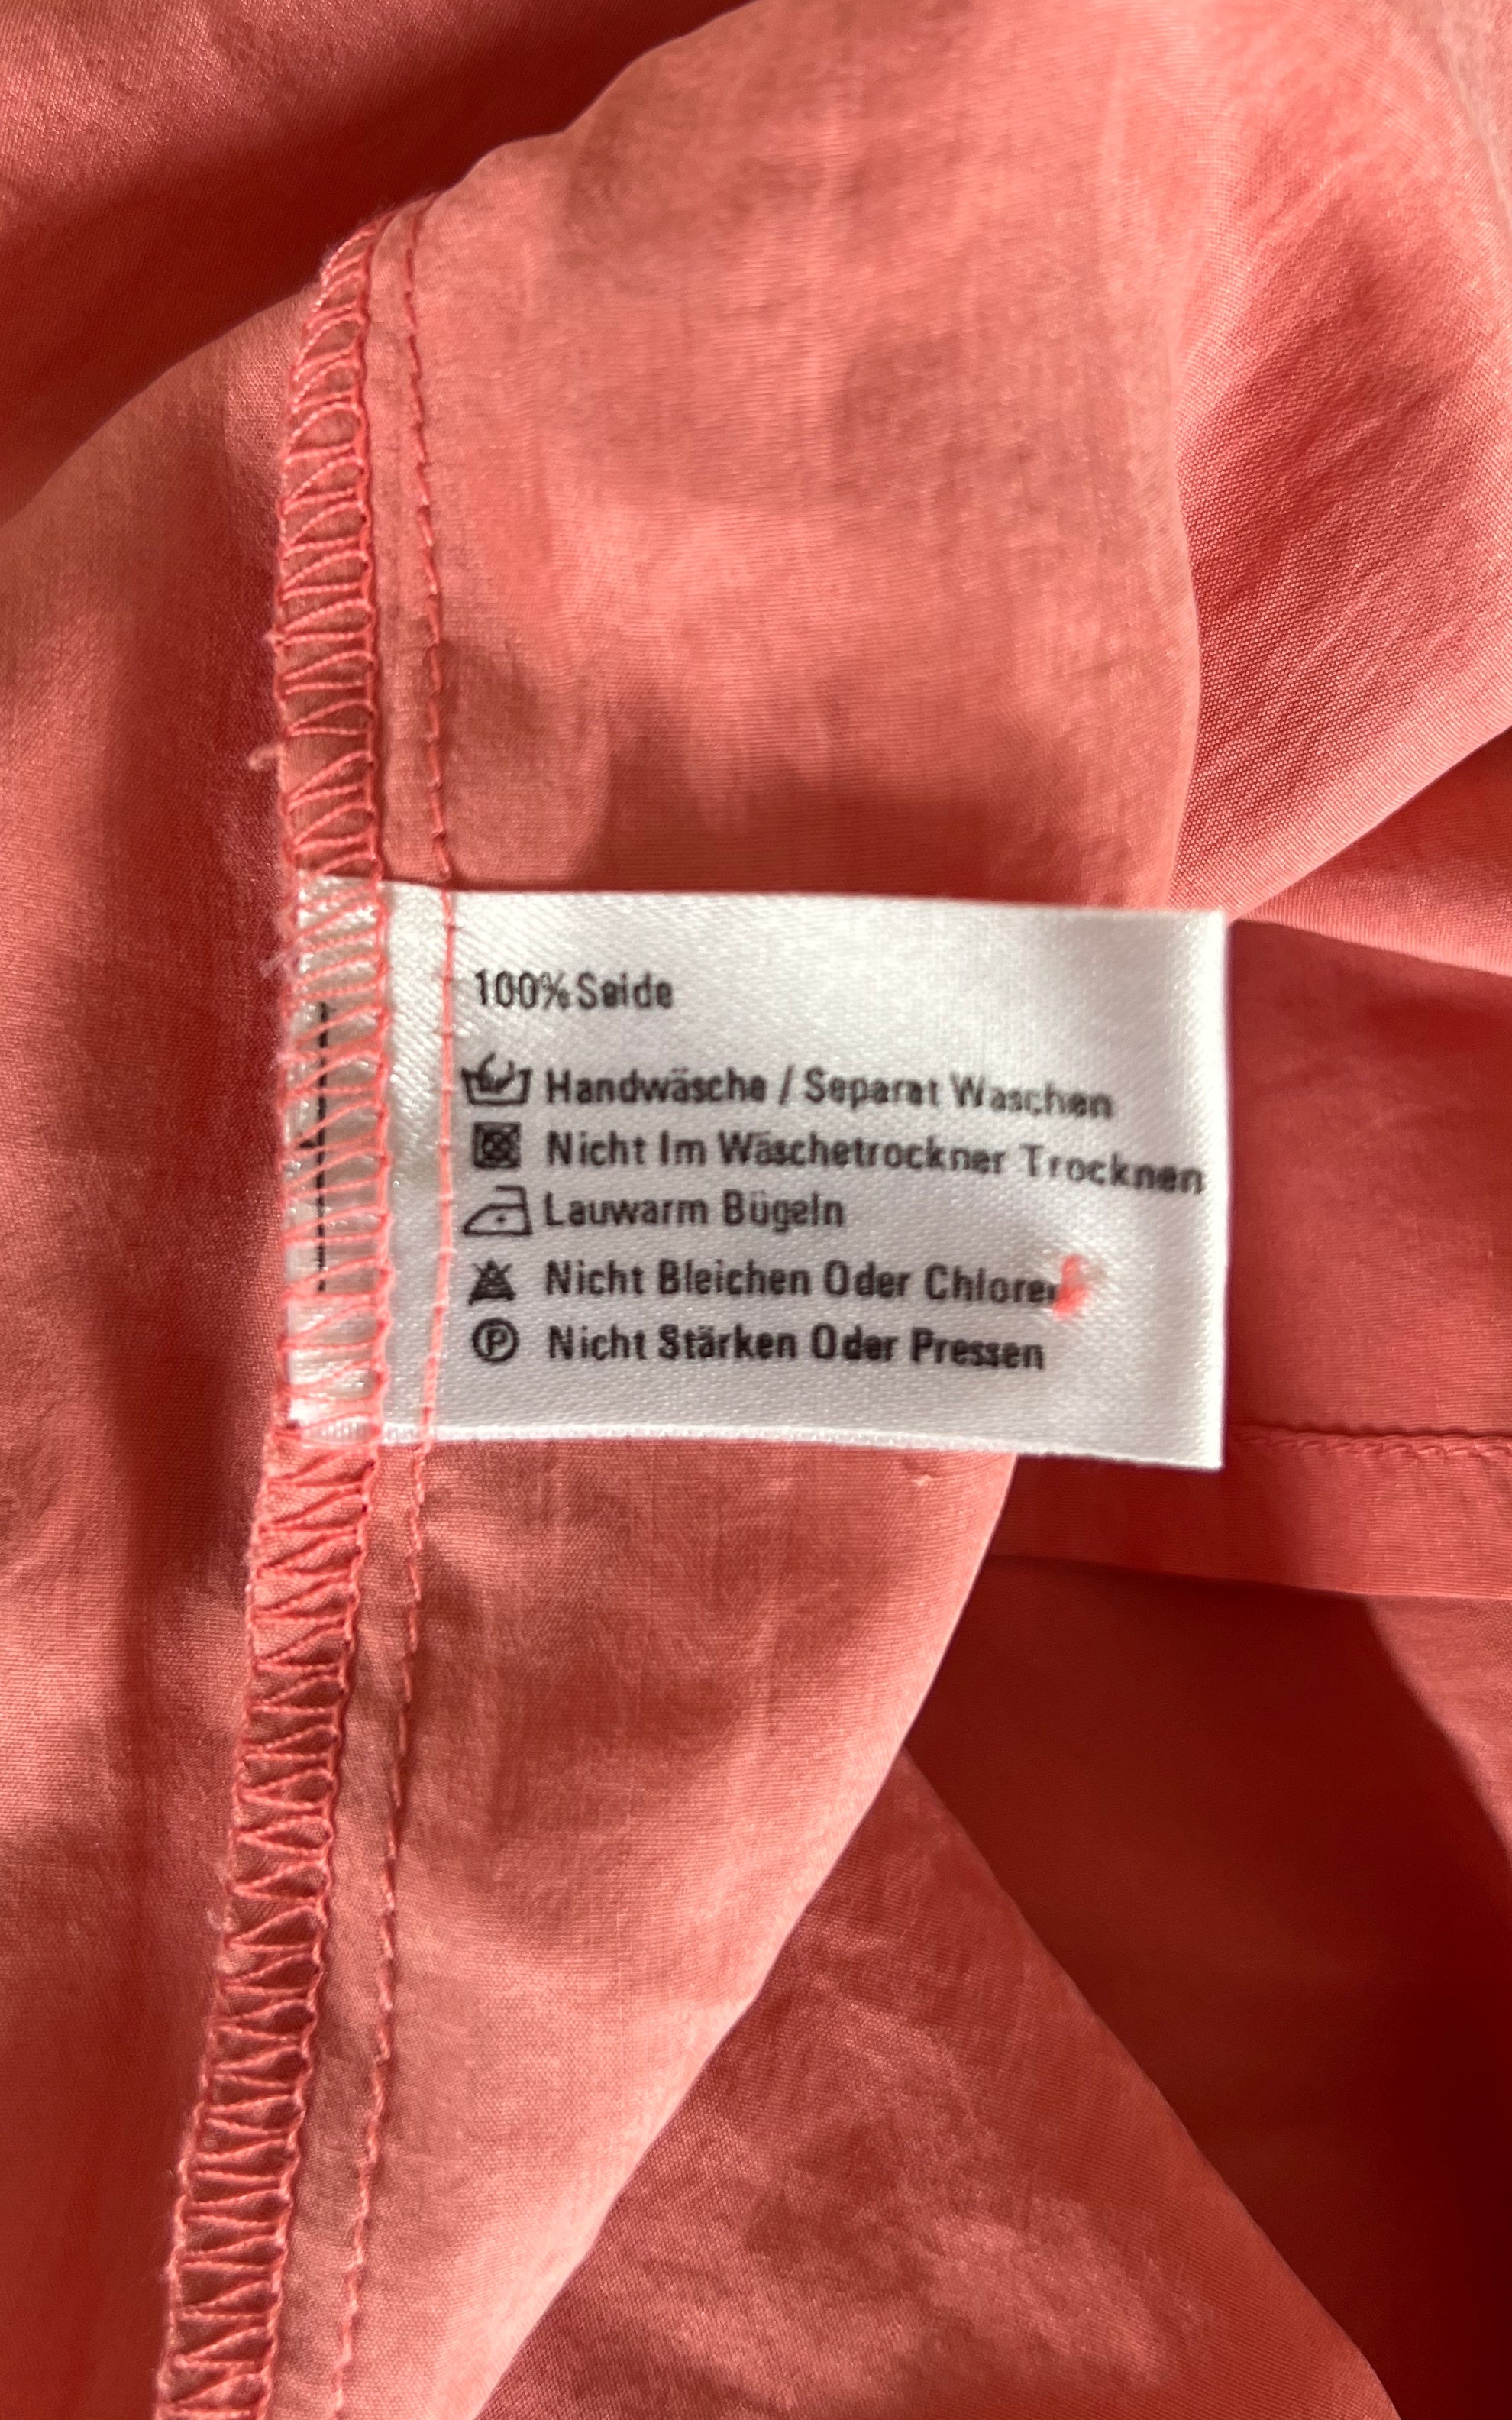 100% Seide
Handwäsche / Separat Waschen
Nicht Im Wäschetrockner Trocknen
Lauwarm Bügeln
Nicht Bleichen Oder Chloren
P Nicht Stärken Oder Pressen